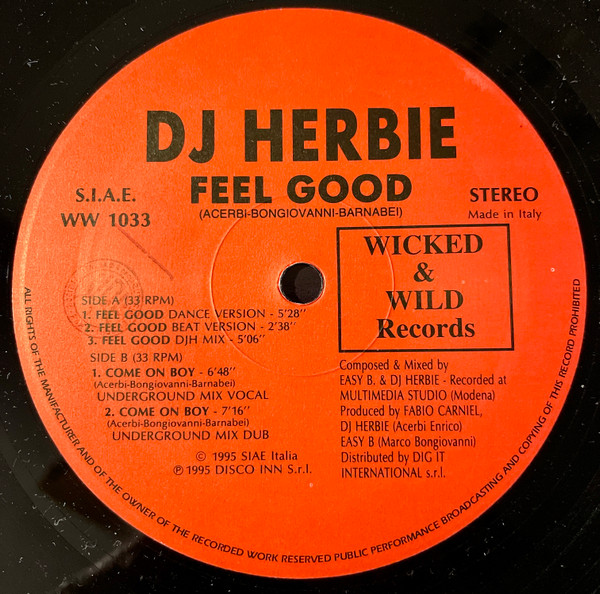 DJ HERBIE
FEEL GOOD
(ACERBI-BONGIOVANNI-BARNABEI)
S.I.A.E.
WW 1033
STEREO
Made in Italy
WICKED
&
WILD
Records
SIDE A (33 RPM)
1. FEEL GOOD DANCE VERSION - 5'28''
2. FEEL GOOD BEAT VERSION - 2'38''
3. FEEL GOOD DJH MIX - 5'06''
SIDE B (33 RPM)
1. COME ON BOY - 6'48''
(Acerbi-Bongiovanni-Barnabei)
UNDERGROUND MIX VOCAL
2. COME ON BOY - 7'16''
(Acerbi-Bongiovanni-Barnabei)
UNDERGROUND MIX DUB
© 1995 SIAE Italia
℗ 1995 DISCO INN S.r.l.
Composed & Mixed by
EASY B. & DJ HERBIE - Recorded at
MULTIMEDIA STUDIO (Modena)
Produced by FABIO CARNIEL,
DJ HERBIE (Acerbi Enrico)
EASY B (Marco Bongiovanni)
Distributed by DIG IT
INTERNATIONAL s.r.l.
ALL RIGHTS OF THE MANUFACTURER AND OF THE OWNER OF THE RECORDED WORK RESERVED PUBLIC PERFORMANCE BROADCASTING AND COPYING OF THIS RECORD PROHIBITED